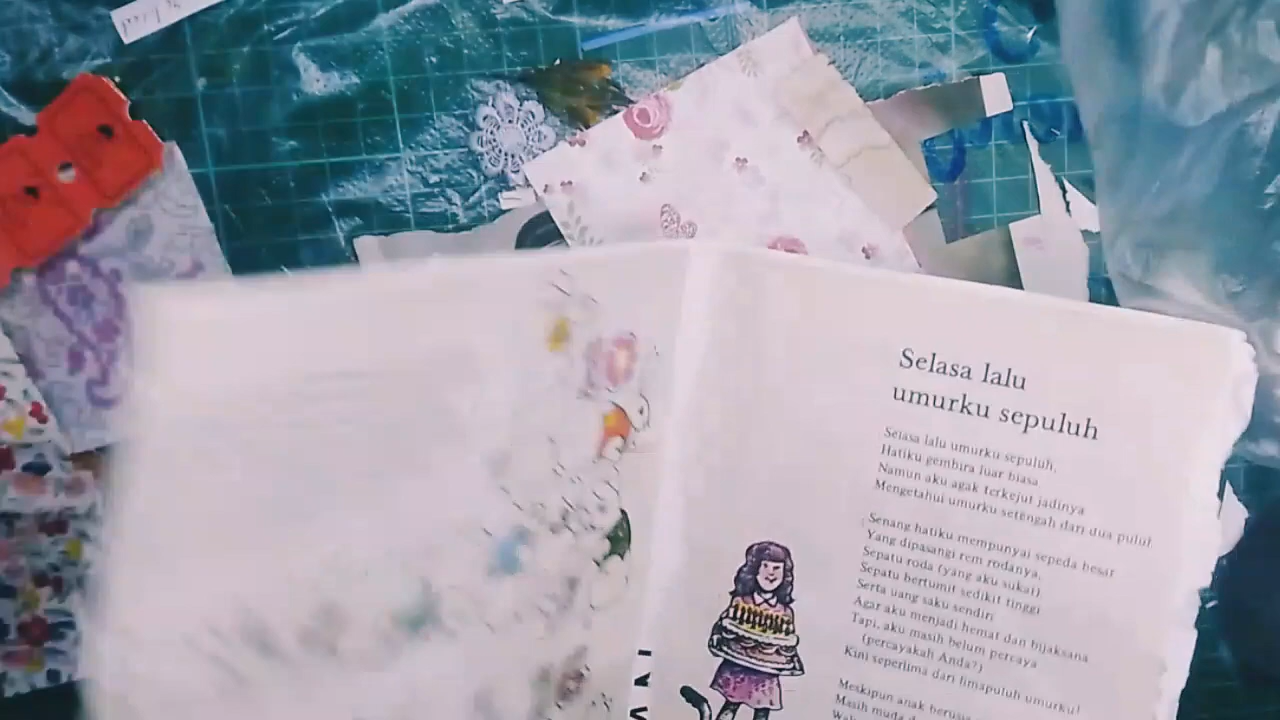 Selasa lalu
umurku sepuluh
Selasa lalu umurku sepuluh,
Hatiku gembira luar biasa
Namun aku agak terkejut jadinya
Mengetahui umurku setengah dari dua puluh
Senang hatiku mempunyai sepeda besar
Yang dipasangi rem rodanya,
Sepatu roda (yang aku sukai)
Sepatu bertumit sedikit tinggi
Serta uang saku sendiri
Agar aku menjadi hemat dan bijaksana
Tapi, aku masih belum percaya
(percayakah Anda?)
Kini seperlima dari limapuluh umurku!
Meskipun anak berusia
Masih muda